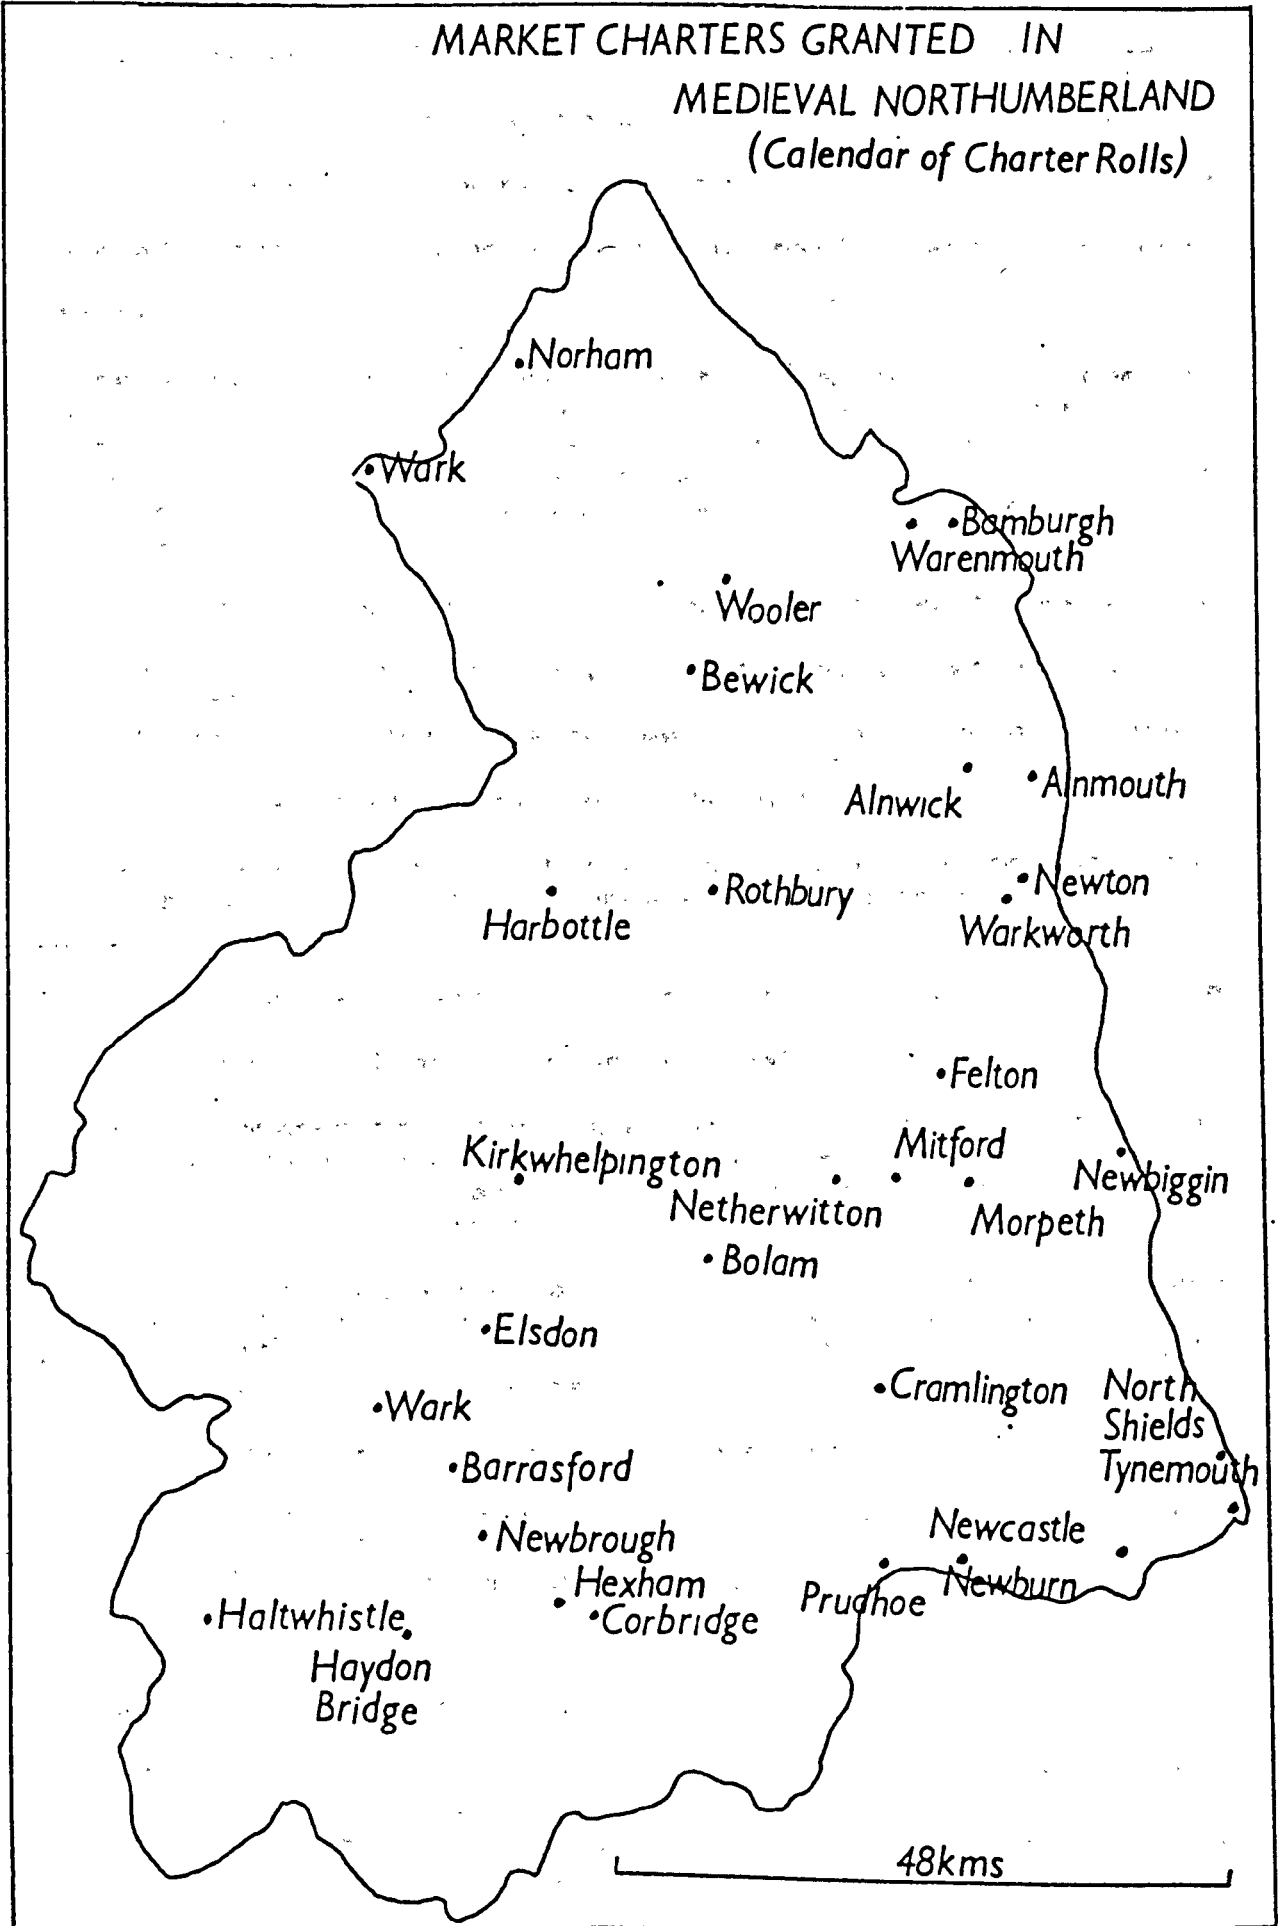 MARKET CHARTERS GRANTED IN
MEDIEVAL NORTHUMBERLAND
(Calendar of Charter Rolls)
Norham
Wark
Bamburgh
Warenmouth
Wooler
Bewick
Alnwick
Alnmouth
Harbottle
Rothbury
Newton
Warkworth
Felton
Kirkwhelpington
Mitford
Netherwitton
Newbiggin
Morpeth
Bolam
Elsdon
Cramlington
North
Shields
Tynemouth
Wark
Barrasford
Newbrough
Newcastle
Hexham
Prudhoe
Newburn
Haltwhistle
Corbridge
Haydon
Bridge
48kms